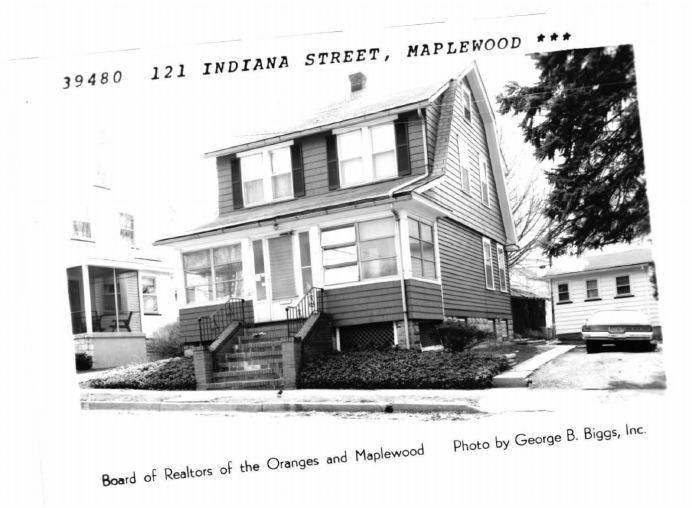 39480 121 INDIANA STREET, MAPLEWOOD ***
Board of Realtors of the Oranges and Maplewood Photo by George B. Biggs, Inc.